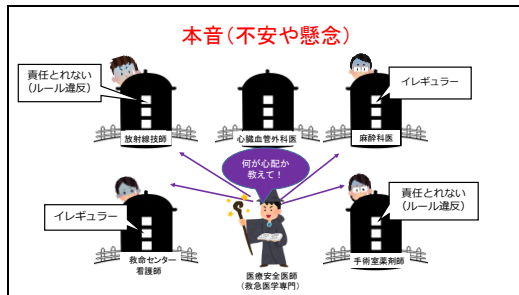 本音(不安や懸念)
責任とれない
(ルール違反)
イレギュラー
放射線技師
心臓血管外科医
麻酔科医
何が心配か
教えて！
イレギュラー
責任とれない
(ルール違反)
救命センター
看護師
医療安全医師
(救急医学専門)
手術室薬剤師